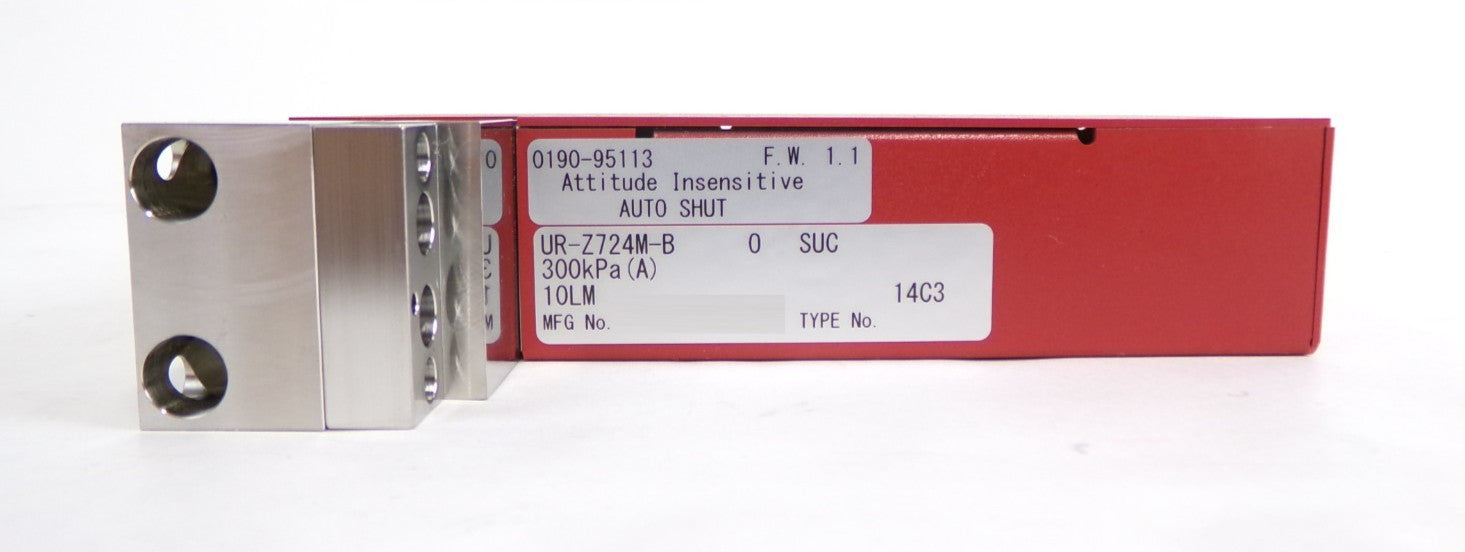 0190-95113 F.W. 1.1
Attitude Insensitive
AUTO SHUT
UR-Z724M-B 0 SUC
300kPa(A)
10LM 14C3
MFG No. TYPE No.